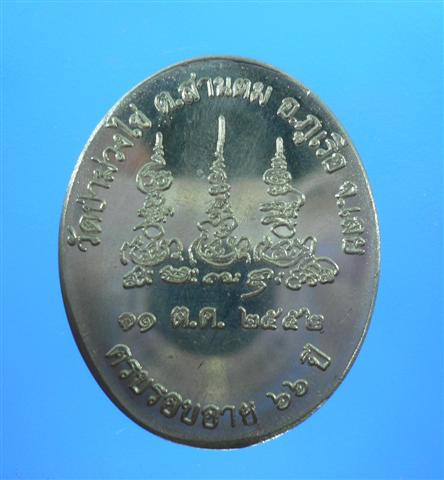 วัดป่าม่วงไข่ ต.สานตม อ.ภูเรือ จ.เลย
๑๑ ต.ค. ๒๕๕๒
ครบรอบอายุ ๖๖ ปี